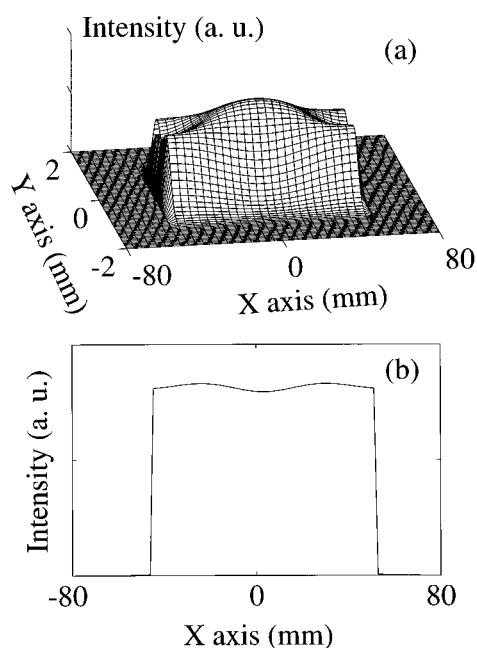 Intensity (a. u.)
(a)
2
0
-2
Y axis (mm)
-80
0
80
X axis (mm)
(b)
Intensity (a. u.)
-80
0
80
X axis (mm)